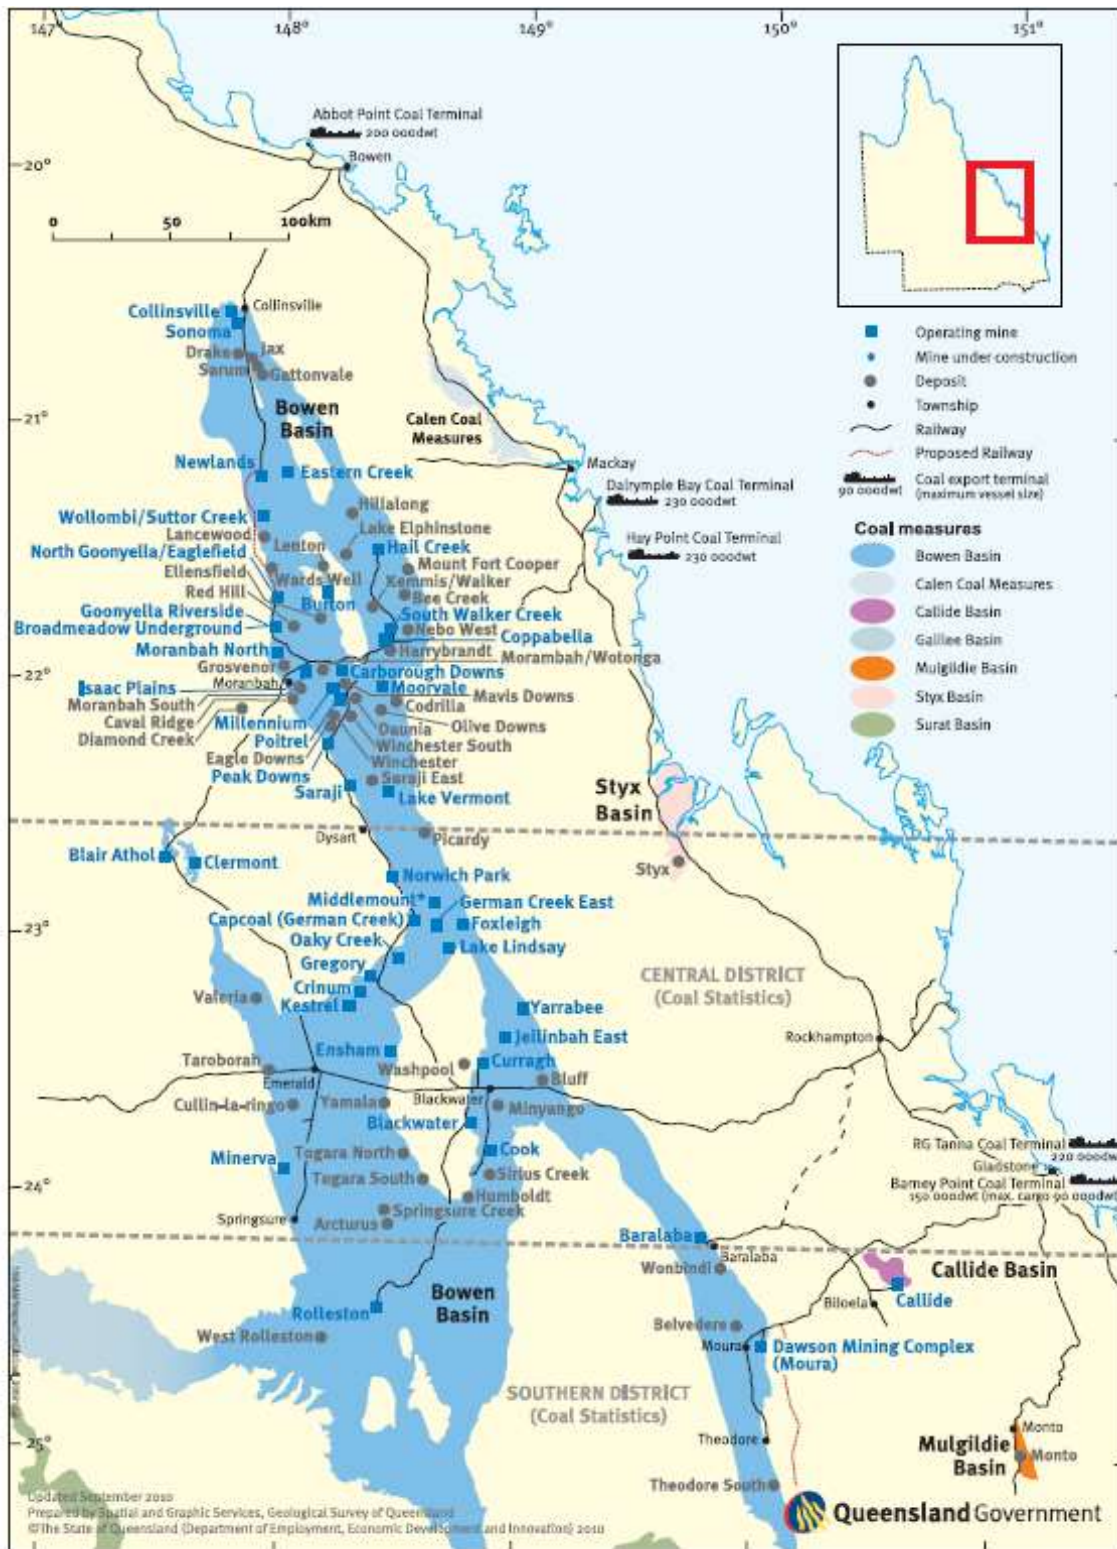 147°
148°
149°
150°
151°
Abbot Point Coal Terminal
200 000dwt
Bowen
20°
0 50 100km
Collinsville
Collinsville
Sonoma
Drake
Jax
Sarum
Gattonvale
Bowen
Basin
21°
Calen Coal
Measures
Mackay
Newlands
Eastern Creek
Dalrymple Bay Coal Terminal
230 000dwt
Hillalong
Wollombi/Suttor Creek
Lancewood
Lake Elphinstone
Hay Point Coal Terminal
230 000dwt
North Goonyella/Eaglefield
Lenton
Hail Creek
Ellensfield
Wards Well
Mount Fort Cooper
Red Hill
Kemmis/Walker
Burton
Bee Creek
Goonyella Riverside
South Walker Creek
Broadmeadow Underground
Nebo West
Coppabella
Moranbah North
Harrybrandt
Grosvenor
Morambah/Wotonga
22°
Moranbah
Carborough Downs
Isaac Plains
Moorvale
Mavis Downs
Moranbah South
Codrilla
Caval Ridge
Millennium
Olive Downs
Diamond Creek
Poitrel
Daunia
Eagle Downs
Winchester South
Peak Downs
Winchester
Saraji East
Saraji
Lake Vermont
Styx
Basin
Dysart
Picardy
Blair Athol
Clermont
Styx
Norwich Park
Middlemount*
German Creek East
Capcoal (German Creek)
Foxleigh
23°
Oaky Creek
Lake Lindsay
Gregory
CENTRAL DISTRICT
(Coal Statistics)
Crinum
Valeria
Kestrel
Yarrabee
Jeilinbah East
Rockhampton
Ensham
Curragh
Taroborah
Washpool
Emerald
Bluff
Blackwater
Cullin-la-ringo
Yamala
Minyango
Blackwater
RG Tanna Coal Terminal
220 000dwt
Togara North
Cook
Minerva
Gladstone
Togara South
Sirius Creek
Barney Point Coal Terminal
150 000dwt (max. cargo 90 000dwt)
24°
Humboldt
Springsure Creek
Springsure
Arcturus
Baralaba
Baralaba
Wonbindi
Callide Basin
Bowen
Basin
Callide
Rolleston
Biloela
Belvedere
West Rolleston
Moura
Dawson Mining Complex
(Moura)
SOUTHERN DISTRICT
(Coal Statistics)
Monto
25°
Theodore
Mulgildie
Basin
Monto
Theodore South
Operating mine
Mine under construction
Deposit
Township
Railway
Proposed Railway
90 000dwt
Coal export terminal
(maximum vessel size)
Coal measures
Bowen Basin
Calen Coal Measures
Callide Basin
Galilee Basin
Mulgildie Basin
Styx Basin
Surat Basin
Updated September 2010
Prepared by Spatial and Graphic Services, Geological Survey of Queensland
©The State of Queensland (Department of Employment, Economic Development and Innovation) 2010
Queensland Government